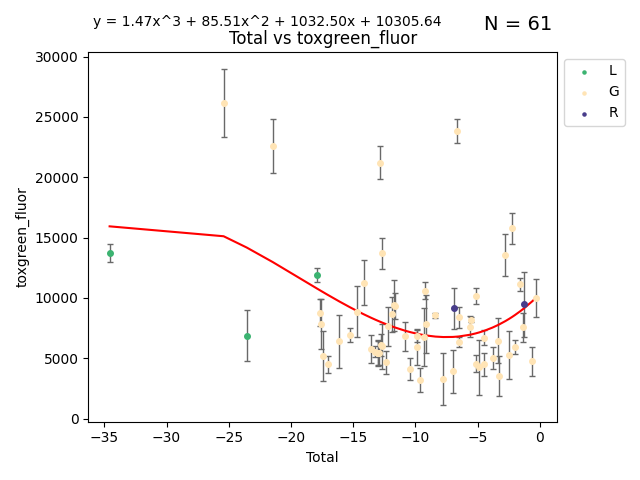 y = 1.47x^3 + 85.51x^2 + 1032.50x + 10305.64
N = 61
Total vs toxgreen_fluor
30000
25000
20000
15000
10000
5000
0
toxgreen_fluor
−35
−30
−25
−20
−15
−10
−5
0
Total
L
G
R